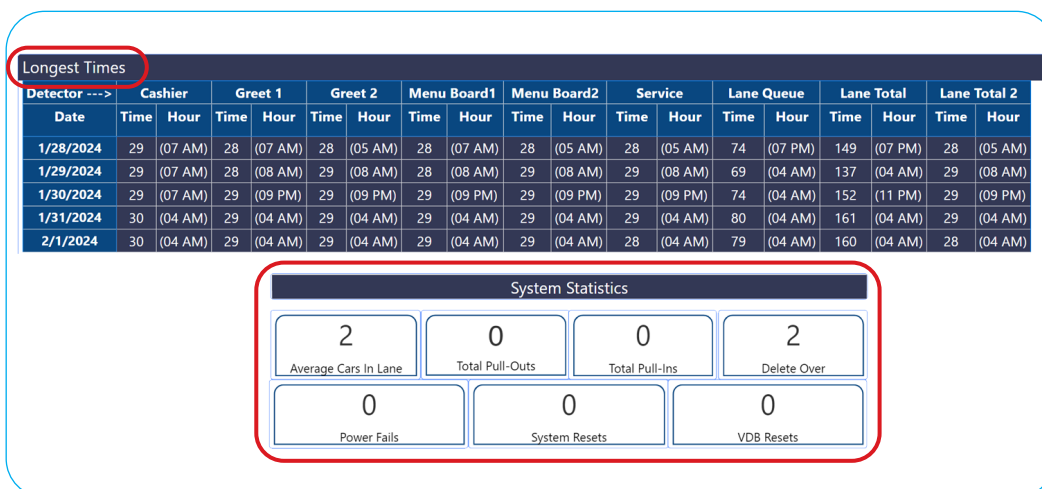 Longest Times
Detector ---> Cashier Greet 1 Greet 2 Menu Board1 Menu Board2 Service Lane Queue Lane Total Lane Total 2
Date Time Hour Time Hour Time Hour Time Hour Time Hour Time Hour Time Hour Time Hour Time Hour
1/28/2024 29 (07 AM) 28 (07 AM) 28 (05 AM) 28 (07 AM) 28 (05 AM) 28 (05 AM) 74 (07 PM) 149 (07 PM) 28 (05 AM)
1/29/2024 29 (07 AM) 28 (08 AM) 29 (08 AM) 28 (08 AM) 29 (08 AM) 29 (08 AM) 69 (04 AM) 137 (04 AM) 29 (08 AM)
1/30/2024 29 (07 AM) 29 (09 PM) 29 (09 PM) 29 (09 PM) 29 (09 PM) 29 (09 PM) 74 (04 AM) 152 (11 PM) 29 (09 PM)
1/31/2024 30 (04 AM) 29 (04 AM) 29 (04 AM) 29 (04 AM) 29 (04 AM) 29 (04 AM) 80 (04 AM) 161 (04 AM) 29 (04 AM)
2/1/2024 30 (04 AM) 29 (04 AM) 29 (04 AM) 29 (04 AM) 29 (04 AM) 28 (04 AM) 79 (04 AM) 160 (04 AM) 28 (04 AM)
System Statistics
2 0 0 2
Average Cars In Lane Total Pull-Outs Total Pull-Ins Delete Over
0 0 0
Power Fails System Resets VDB Resets